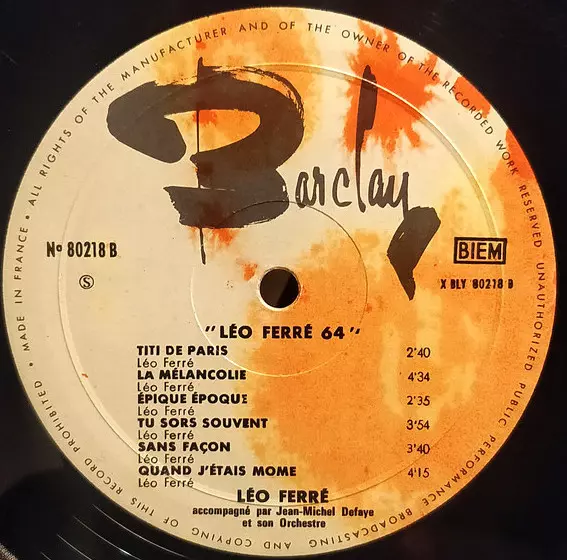 MADE IN FRANCE • ALL RIGHTS OF THE MANUFACTURER AND OF THE OWNER OF THE RECORDED WORK RESERVED • UNAUTHORIZED PUBLIC PERFORMANCE BROADCASTING AND COPYING OF THIS RECORD PROHIBITED •
Barclay
Nº 80218 B
BIEM
S
X BLY 80218 B
"LÉO FERRÉ 64"
TITI DE PARIS 2'40
Léo Ferré
LA MÉLANCOLIE 4'34
Léo Ferré
ÉPIQUE ÉPOQUE 2'35
Léo Ferré
TU SORS SOUVENT 3'54
Léo Ferré
SANS FAÇON 3'40
Léo Ferré
QUAND J'ÉTAIS MOME 4'15
Léo Ferré
LÉO FERRÉ
accompagné par Jean-Michel Defaye
et son Orchestre